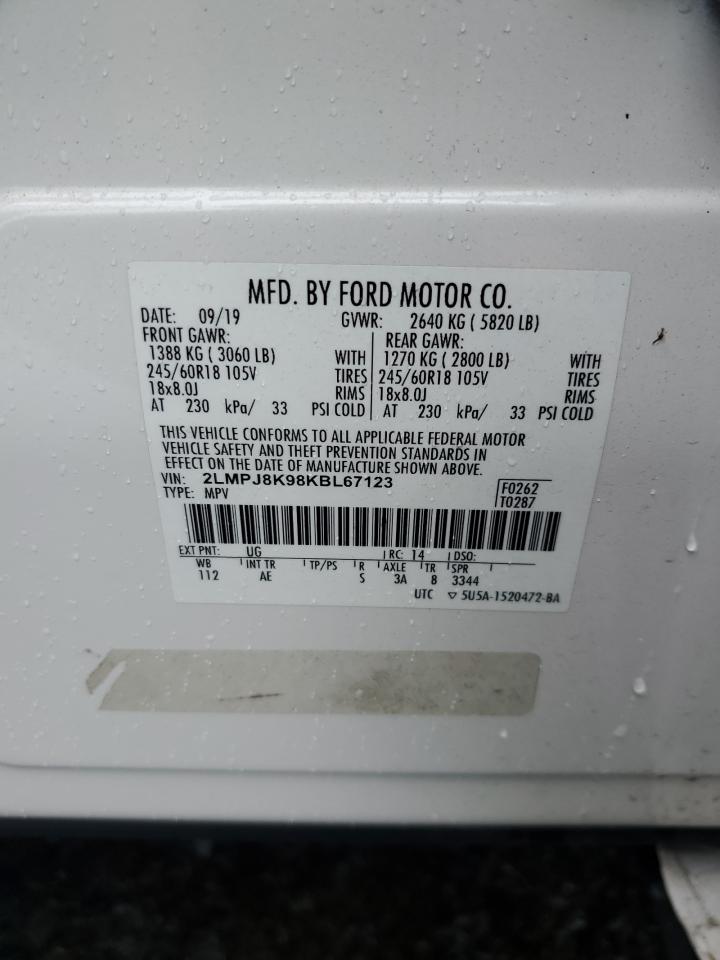 MFD. BY FORD MOTOR CO.
DATE: 09/19 GVWR: 2640 KG ( 5820 LB)
FRONT GAWR: REAR GAWR:
1388 KG ( 3060 LB) WITH 1270 KG ( 2800 LB) WITH
245/60R18 105V TIRES 245/60R18 105V TIRES
18x8.0J RIMS 18x8.0J RIMS
AT 230 kPa/ 33 PSI COLD AT 230 kPa/ 33 PSI COLD
THIS VEHICLE CONFORMS TO ALL APPLICABLE FEDERAL MOTOR
VEHICLE SAFETY AND THEFT PREVENTION STANDARDS IN
EFFECT ON THE DATE OF MANUFACTURE SHOWN ABOVE.
VIN: 2LMPJ8K98KBL67123 F0262
TYPE: MPV T0287
EXT PNT: UG RC: 14 DSO:
WB INT TR TP/PS R AXLE TR SPR
112 AE S 3A 8 3344
UTC ▽ 5U5A-1520472-BA